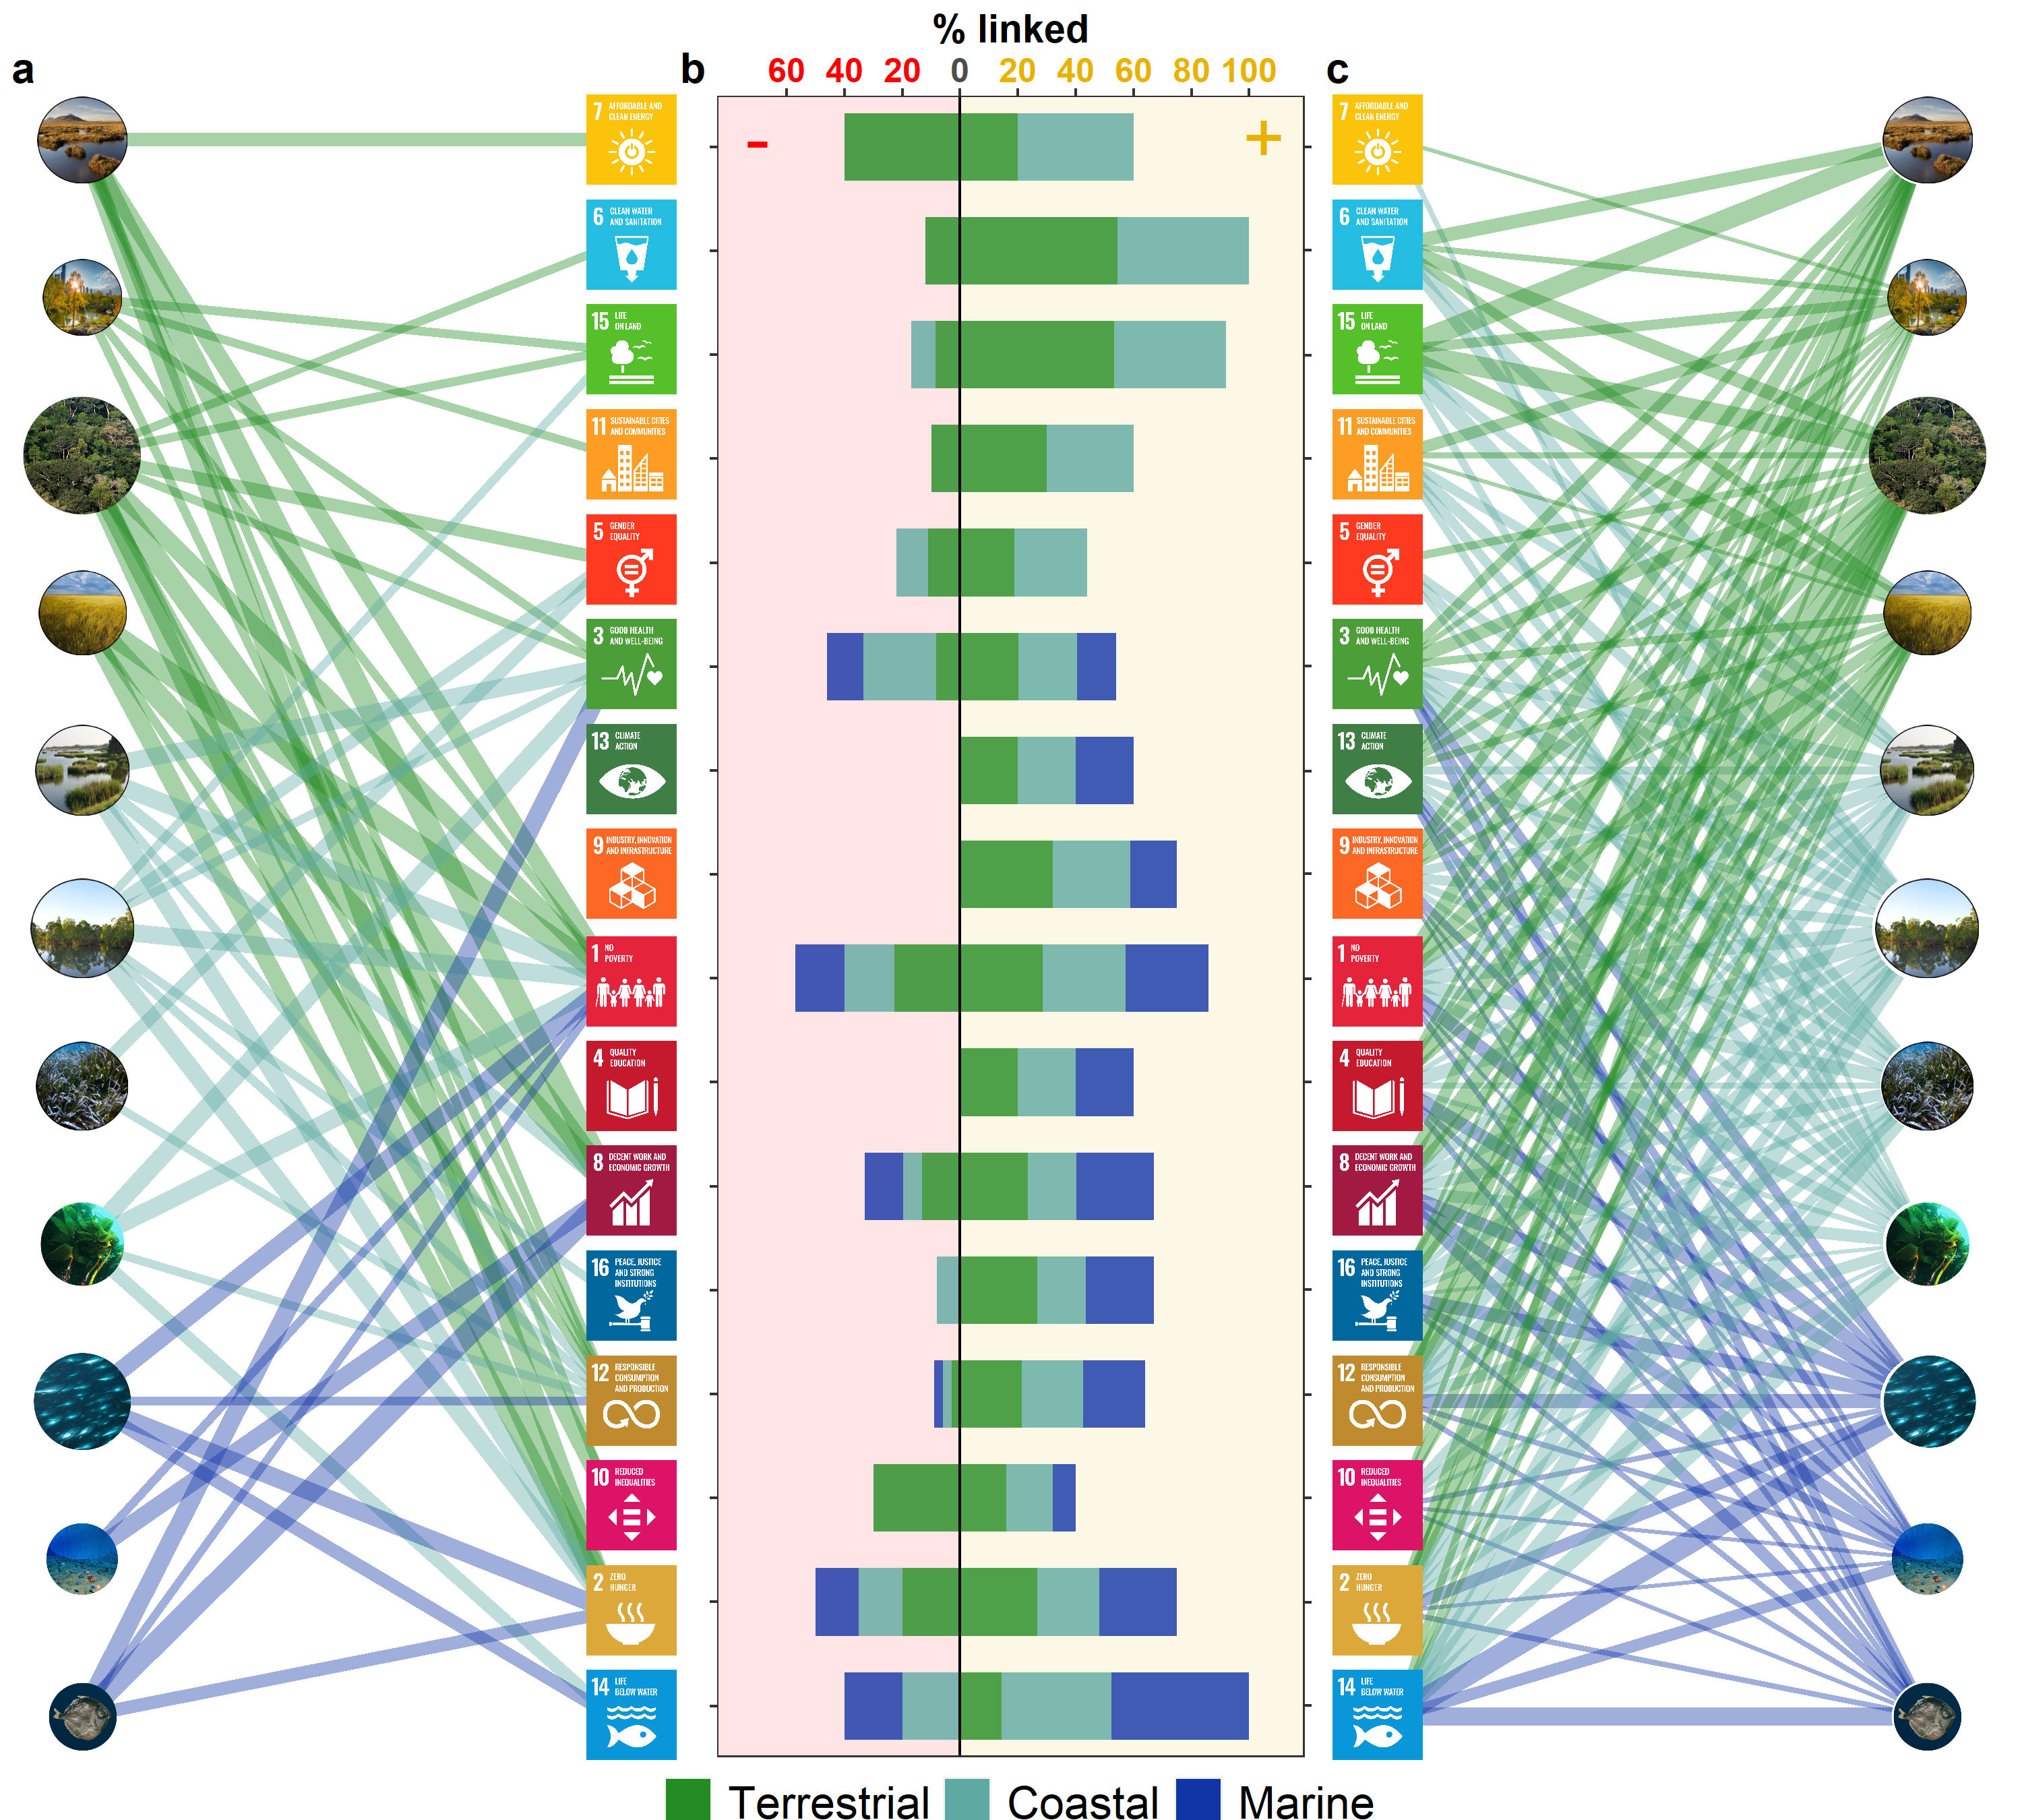 % linked
a
b
60 40 20 0 20 40 60 80 100
c
-
+
7 AFFORDABLE AND
CLEAN ENERGY
6 CLEAN WATER
AND SANITATION
15 LIFE
ON LAND
11 SUSTAINABLE CITIES
AND COMMUNITIES
5 GENDER
EQUALITY
3 GOOD HEALTH
AND WELL-BEING
13 CLIMATE
ACTION
9 INDUSTRY, INNOVATION
AND INFRASTRUCTURE
1 NO
POVERTY
4 QUALITY
EDUCATION
8 DECENT WORK AND
ECONOMIC GROWTH
16 PEACE, JUSTICE
AND STRONG
INSTITUTIONS
12 RESPONSIBLE
CONSUMPTION
AND PRODUCTION
10 REDUCED
INEQUALITIES
2 ZERO
HUNGER
14 LIFE
BELOW WATER
7 AFFORDABLE AND
CLEAN ENERGY
6 CLEAN WATER
AND SANITATION
15 LIFE
ON LAND
11 SUSTAINABLE CITIES
AND COMMUNITIES
5 GENDER
EQUALITY
3 GOOD HEALTH
AND WELL-BEING
13 CLIMATE
ACTION
9 INDUSTRY, INNOVATION
AND INFRASTRUCTURE
1 NO
POVERTY
4 QUALITY
EDUCATION
8 DECENT WORK AND
ECONOMIC GROWTH
16 PEACE, JUSTICE
AND STRONG
INSTITUTIONS
12 RESPONSIBLE
CONSUMPTION
AND PRODUCTION
10 REDUCED
INEQUALITIES
2 ZERO
HUNGER
14 LIFE
BELOW WATER
Terrestrial Coastal Marine